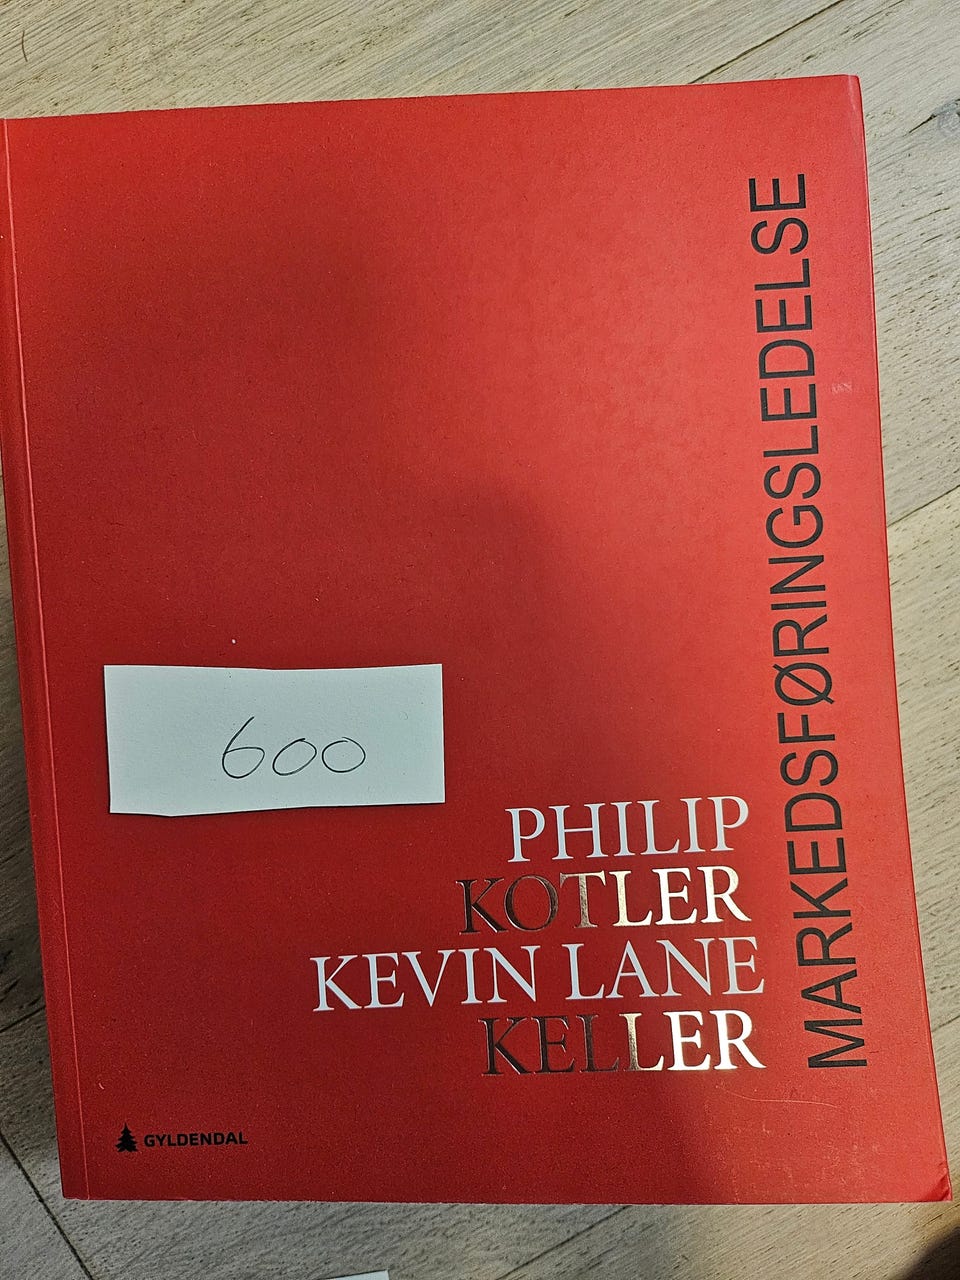 MARKEDSFØRINGSLEDELSE
600
PHILIP
KOTLER
KEVIN LANE
KELLER
GYLDENDAL